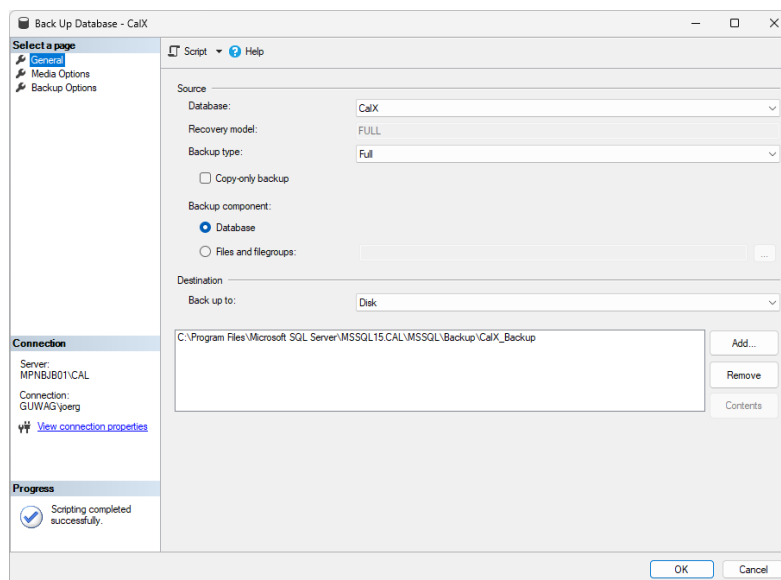 Back Up Database - CalX
Select a page
General
Media Options
Backup Options
Script Help
Source
Database: CalX
Recovery model: FULL
Backup type: Full
Copy-only backup
Backup component:
Database
Files and filegroups: ...
Destination
Back up to: Disk
C:\Program Files\Microsoft SQL Server\MSSQL15.CAL\MSSQL\Backup\CalX_Backup
Add...
Remove
Contents
Connection
Server:
MPNBJB01\CAL
Connection:
GUWAG\joerg
View connection properties
Progress
Scripting completed
successfully.
OK Cancel